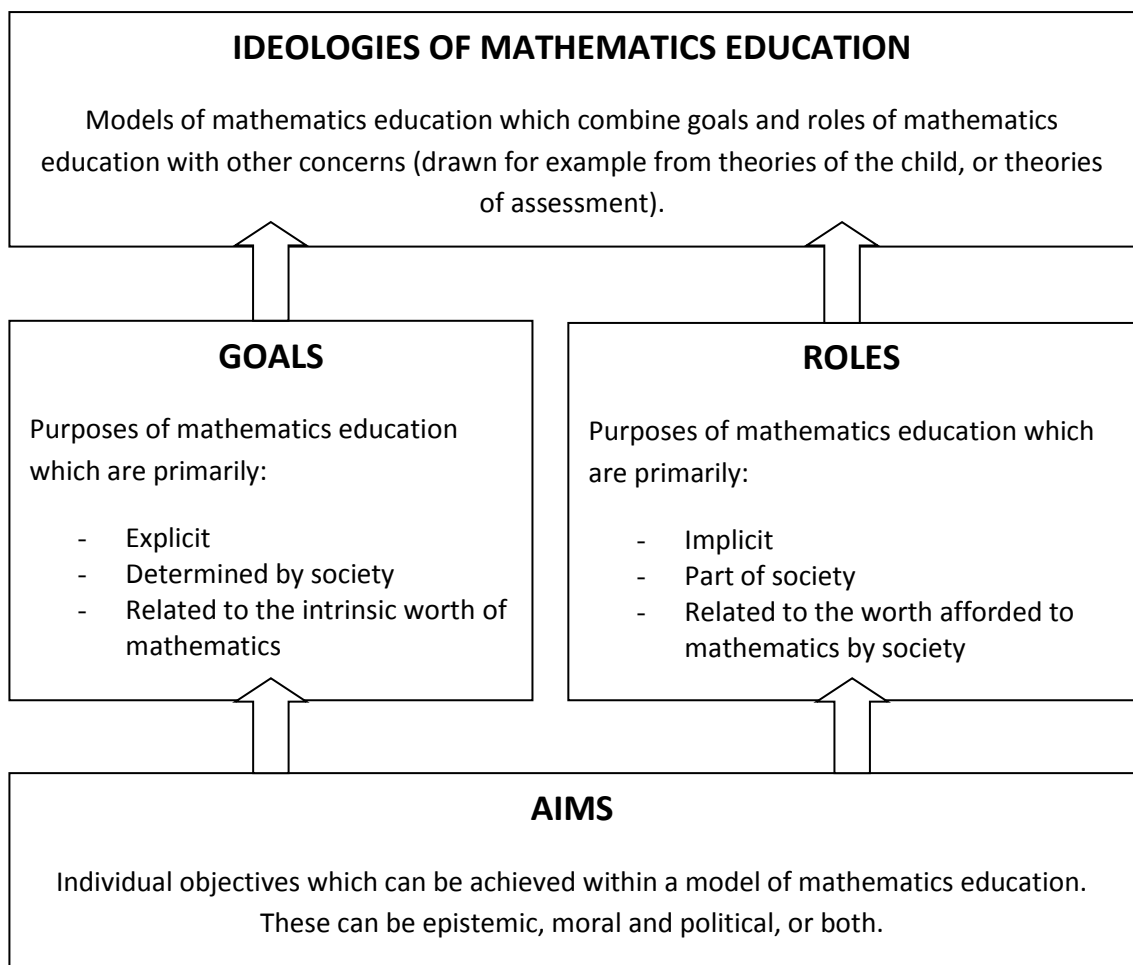 IDEOLOGIES OF MATHEMATICS EDUCATION
Models of mathematics education which combine goals and roles of mathematics
education with other concerns (drawn for example from theories of the child, or theories
of assessment).
GOALS
Purposes of mathematics education
which are primarily:
- Explicit
- Determined by society
- Related to the intrinsic worth of
mathematics
ROLES
Purposes of mathematics education which
are primarily:
- Implicit
- Part of society
- Related to the worth afforded to
mathematics by society
AIMS
Individual objectives which can be achieved within a model of mathematics education.
These can be epistemic, moral and political, or both.